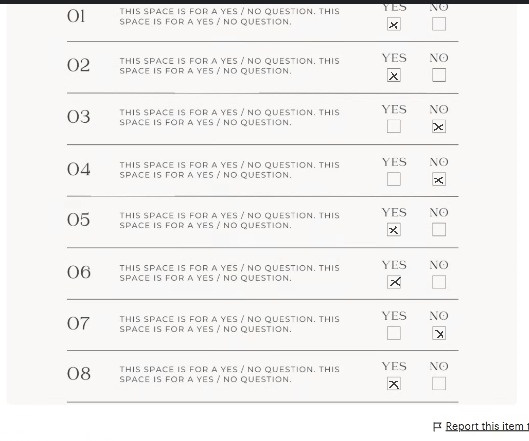 YES NO
01 THIS SPACE IS FOR A YES / NO QUESTION. THIS
SPACE IS FOR A YES / NO QUESTION.
YES NO
02 THIS SPACE IS FOR A YES / NO QUESTION. THIS
SPACE IS FOR A YES / NO QUESTION.
YES NO
03 THIS SPACE IS FOR A YES / NO QUESTION. THIS
SPACE IS FOR A YES / NO QUESTION.
YES NO
04 THIS SPACE IS FOR A YES / NO QUESTION. THIS
SPACE IS FOR A YES / NO QUESTION.
YES NO
05 THIS SPACE IS FOR A YES / NO QUESTION. THIS
SPACE IS FOR A YES / NO QUESTION.
YES NO
06 THIS SPACE IS FOR A YES / NO QUESTION. THIS
SPACE IS FOR A YES / NO QUESTION.
YES NO
07 THIS SPACE IS FOR A YES / NO QUESTION. THIS
SPACE IS FOR A YES / NO QUESTION.
YES NO
08 THIS SPACE IS FOR A YES / NO QUESTION. THIS
SPACE IS FOR A YES / NO QUESTION.
Report this item